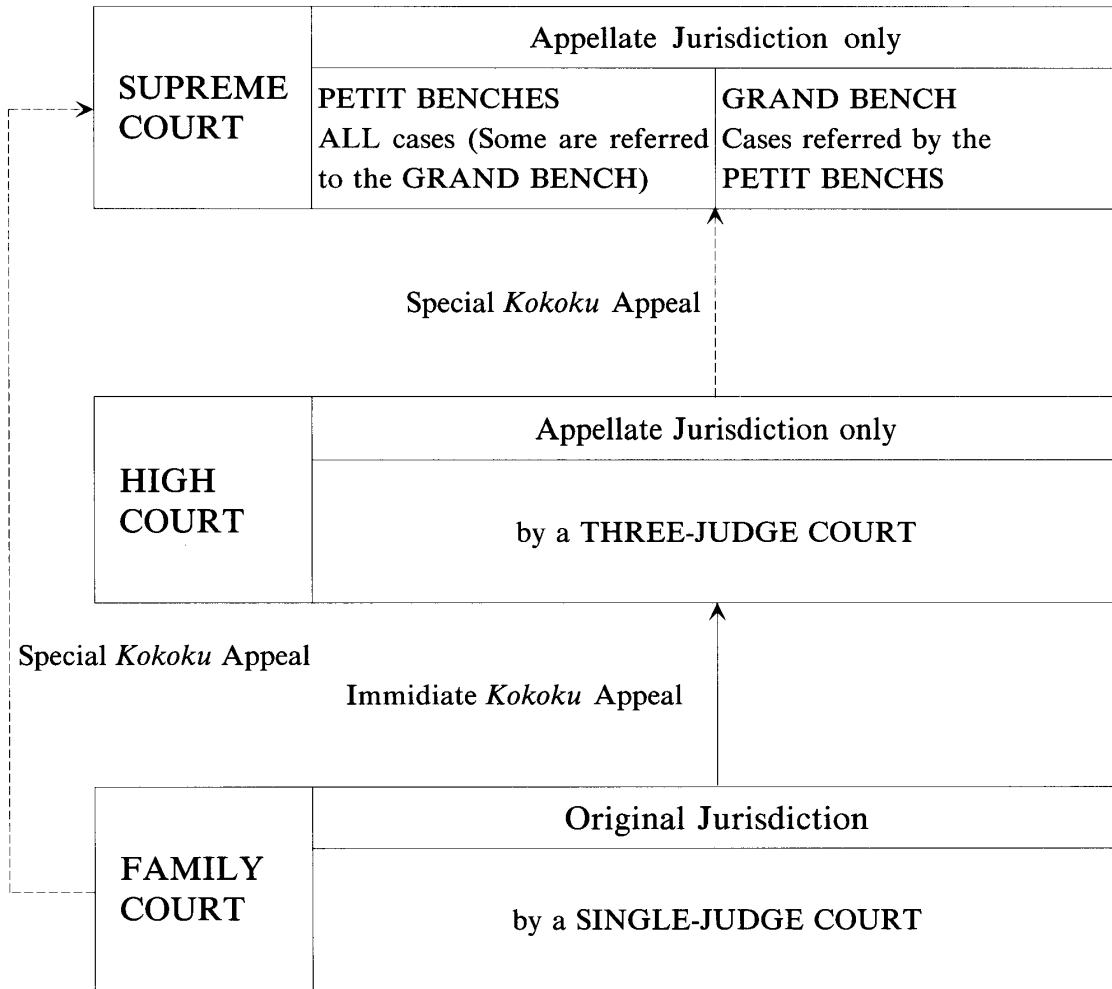 Appellate Jurisdiction only
SUPREME
COURT
PETIT BENCHES
ALL cases (Some are referred
to the GRAND BENCH)
GRAND BENCH
Cases referred by the
PETIT BENCHS
Special Kokoku Appeal
Appellate Jurisdiction only
HIGH
COURT
by a THREE-JUDGE COURT
Special Kokoku Appeal
Immidiate Kokoku Appeal
Original Jurisdiction
FAMILY
COURT
by a SINGLE-JUDGE COURT